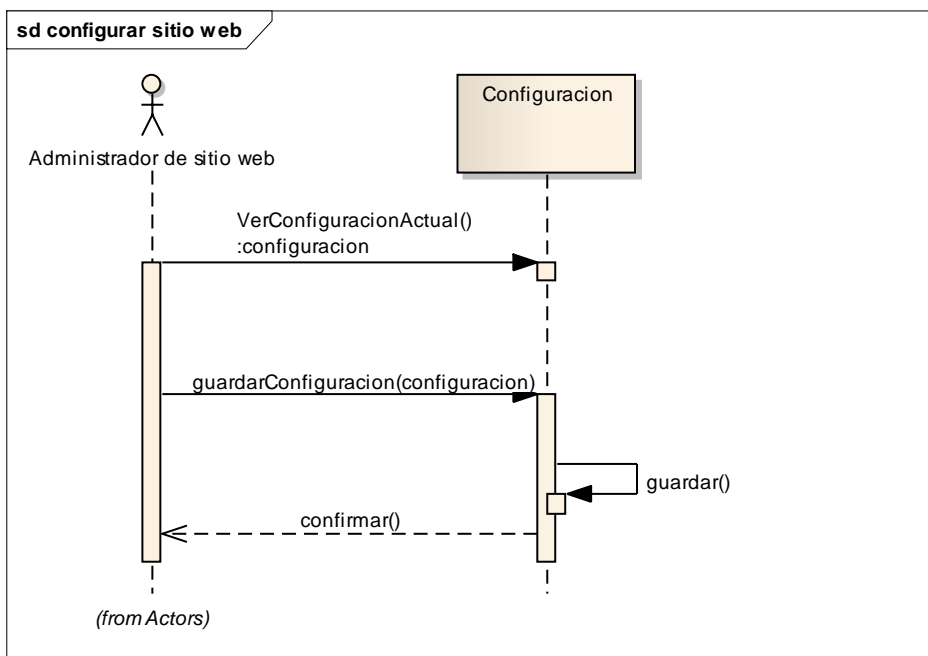 sd configurar sitio web
Administrador de sitio web
Configuracion
VerConfiguracionActual()
:configuracion
guardarConfiguracion(configuracion)
guardar()
confirmar()
(from Actors)